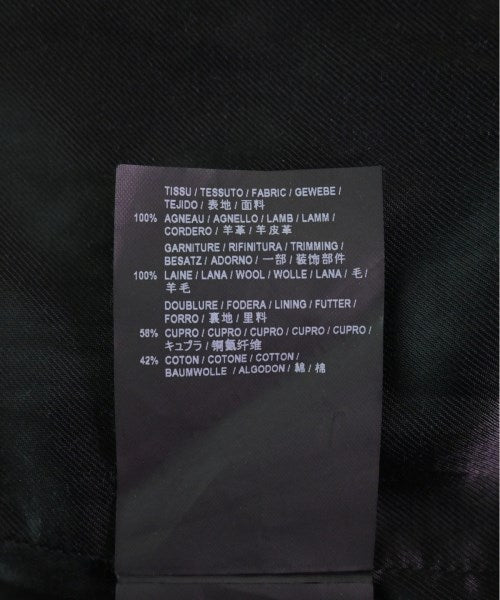 TISSU / TESSUTO / FABRIC / GEWEBE /
TEJIDO / 表地 / 面料
100% AGNEAU / AGNELLO / LAMB / LAMM /
CORDERO / 羊革 / 羊皮革
GARNITURE / RIFINITURA / TRIMMING /
BESATZ / ADORNO / 一部 / 装饰部件
100% LAINE / LANA / WOOL / WOLLE / LANA / 毛 /
羊毛
DOUBLURE / FODERA / LINING / FUTTER /
FORRO / 裏地 / 里料
58% CUPRO / CUPRO / CUPRO / CUPRO / CUPRO /
キュプラ / 铜氨纤维
42% COTON / COTONE / COTTON /
BAUMWOLLE / ALGODON / 綿 / 棉